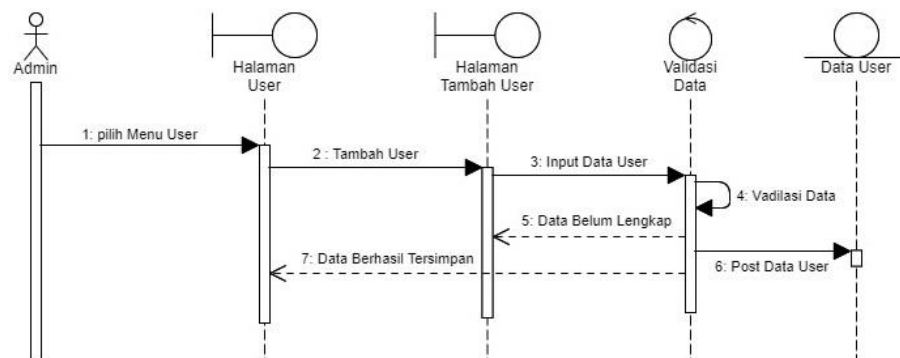 Admin
Halaman
User
Halaman
Tambah User
Validasi
Data
Data User
1: pilih Menu User
2 : Tambah User
3: Input Data User
4: Vadilasi Data
5: Data Belum Lengkap
6: Post Data User
7: Data Berhasil Tersimpan